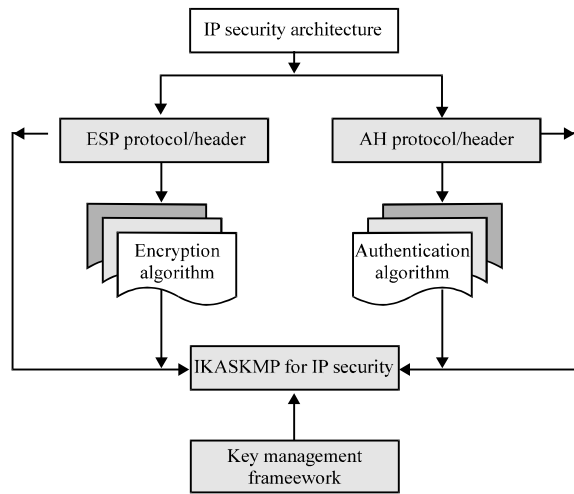 IP security architecture
ESP protocol/header
AH protocol/header
Encryption
algorithm
Authentication
algorithm
IKASKMP for IP security
Key management
frameework